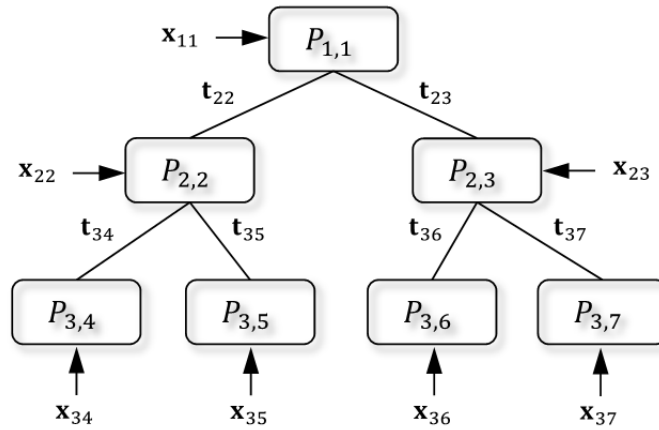 x₁₁ P₁,₁
t₂₂ t₂₃
x₂₂ P₂,₂ P₂,₃ x₂₃
t₃₄ t₃₅ t₃₆ t₃₇
P₃,₄ P₃,₅ P₃,₆ P₃,₇
x₃₄ x₃₅ x₃₆ x₃₇